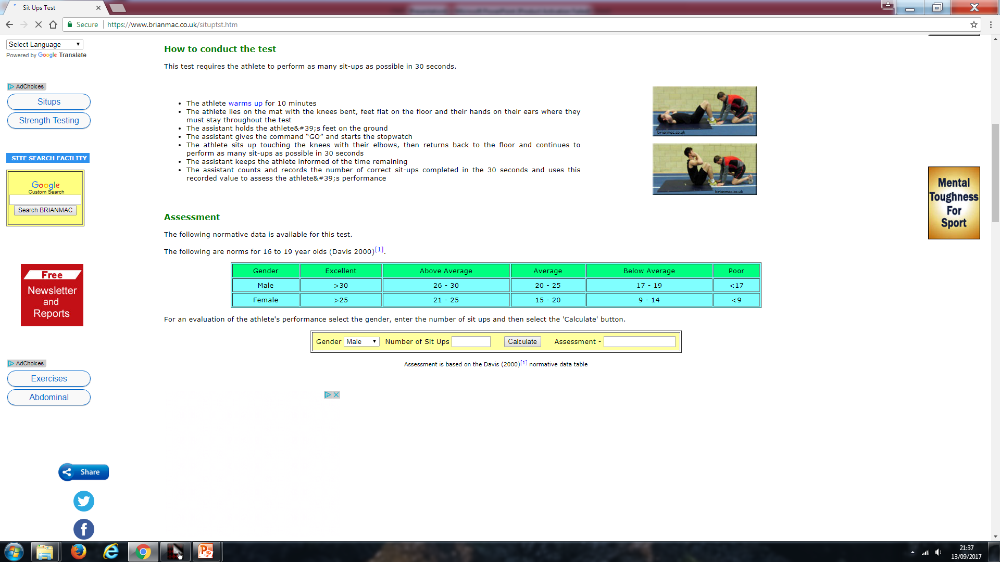 Sit Ups Test
Secure https://www.brianmac.co.uk/situptst.htm
Select Language
Powered by Google Translate
AdChoices
Situps
Strength Testing
SITE SEARCH FACILITY
Google
Custom Search
Search BRIANMAC
Free
Newsletter
and
Reports
AdChoices
Exercises
Abdominal
Share
How to conduct the test
This test requires the athlete to perform as many sit-ups as possible in 30 seconds.
• The athlete warms up for 10 minutes
• The athlete lies on the mat with the knees bent, feet flat on the floor and their hands on their ears where they
must stay throughout the test
• The assistant holds the athlete&#39;s feet on the ground
• The assistant gives the command “GO” and starts the stopwatch
• The athlete sits up touching the knees with their elbows, then returns back to the floor and continues to
perform as many sit-ups as possible in 30 seconds
• The assistant keeps the athlete informed of the time remaining
• The assistant counts and records the number of correct sit-ups completed in the 30 seconds and uses this
recorded value to assess the athlete&#39;s performance
brianmac.co.uk
brianmac.co.uk
Assessment
The following normative data is available for this test.
The following are norms for 16 to 19 year olds (Davis 2000)[1].
Gender Excellent Above Average Average Below Average Poor
Male >30 26 - 30 20 - 25 17 - 19 <17
Female >25 21 - 25 15 - 20 9 - 14 <9
For an evaluation of the athlete's performance select the gender, enter the number of sit ups and then select the 'Calculate' button.
Gender Male Number of Sit Ups Calculate Assessment -
Assessment is based on the Davis (2000)[1] normative data table
Mental
Toughness
For
Sport
21:37
13/09/2017